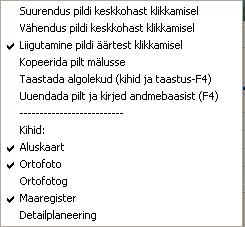 Suurendus pildi keskkohast klikkamisel
Vähendus pildi keskkohast klikkamisel
Liigutamine pildi äärtest klikkamisel
Kopeerida pilt mälusse
Taastada algolekud (kihid ja taastus-F4)
Uuendada pilt ja kirjed andmebaasist (F4)
--------------------------
Kihid:
Aluskaart
Ortofoto
Ortofotog
Maaregister
Detailplaneering